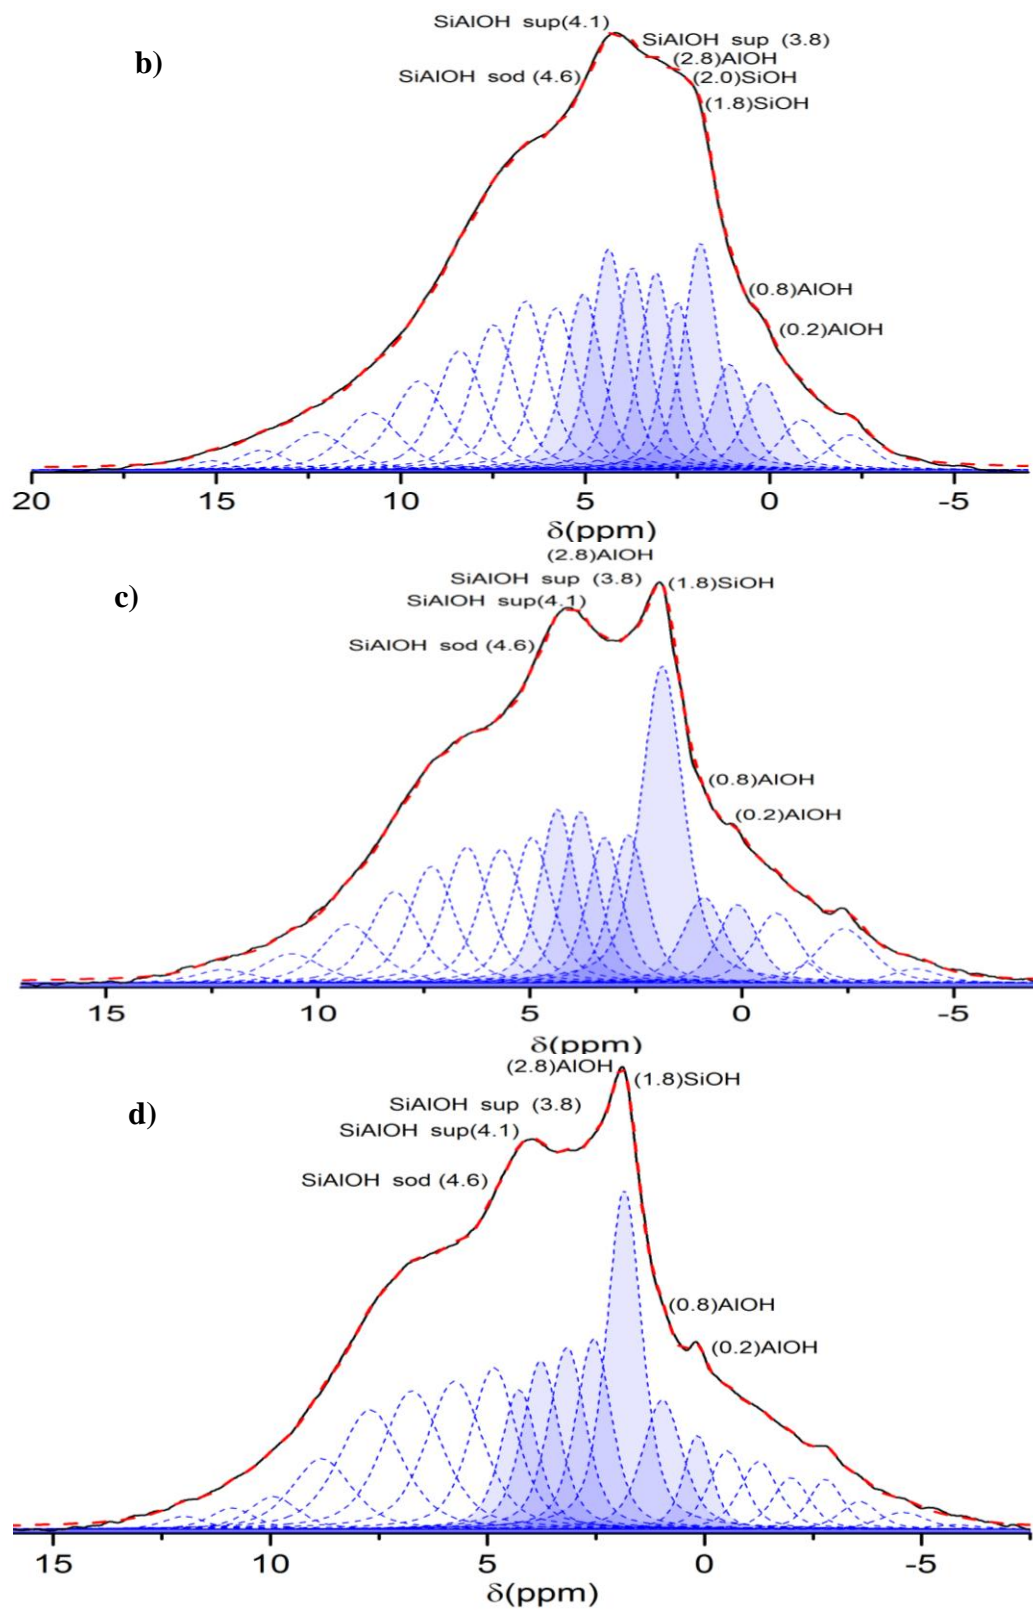 SiAlOH sup(4.1)
b)
SiAlOH sup (3.8)
(2.8)AlOH
SiAlOH sod (4.6)
(2.0)SiOH
(1.8)SiOH
(0.8)AlOH
(0.2)AlOH
20 15 10 5 0 -5
δ(ppm)
(2.8)AlOH
c)
SiAlOH sup (3.8)
(1.8)SiOH
SiAlOH sup(4.1)
SiAlOH sod (4.6)
(0.8)AlOH
(0.2)AlOH
15 10 5 0 -5
δ(ppm)
(2.8)AlOH
(1.8)SiOH
d)
SiAlOH sup (3.8)
SiAlOH sup(4.1)
SiAlOH sod (4.6)
(0.8)AlOH
(0.2)AlOH
15 10 5 0 -5
δ(ppm)